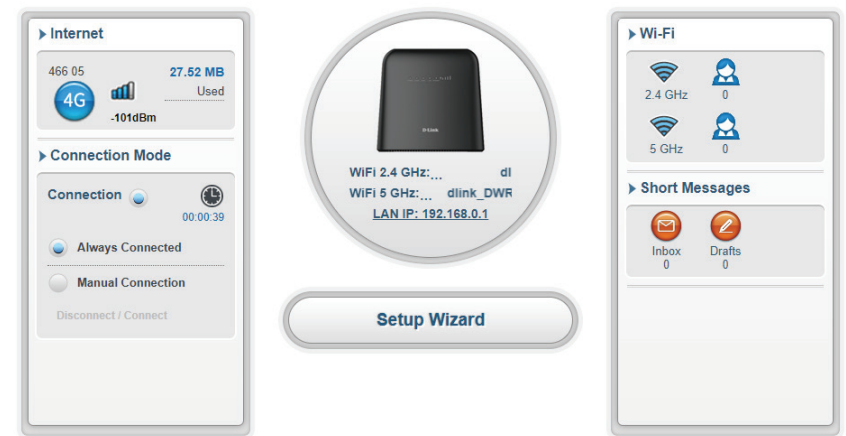 Internet
466 05
27.52 MB
Used
4G
-101dBm
Connection Mode
Connection
00:00:39
Always Connected
Manual Connection
Disconnect / Connect
D-Link
WiFi 2.4 GHz:... dl
WiFi 5 GHz:... dlink_DWR
LAN IP: 192.168.0.1
Setup Wizard
Wi-Fi
2.4 GHz 0
5 GHz 0
Short Messages
Inbox Drafts
0 0